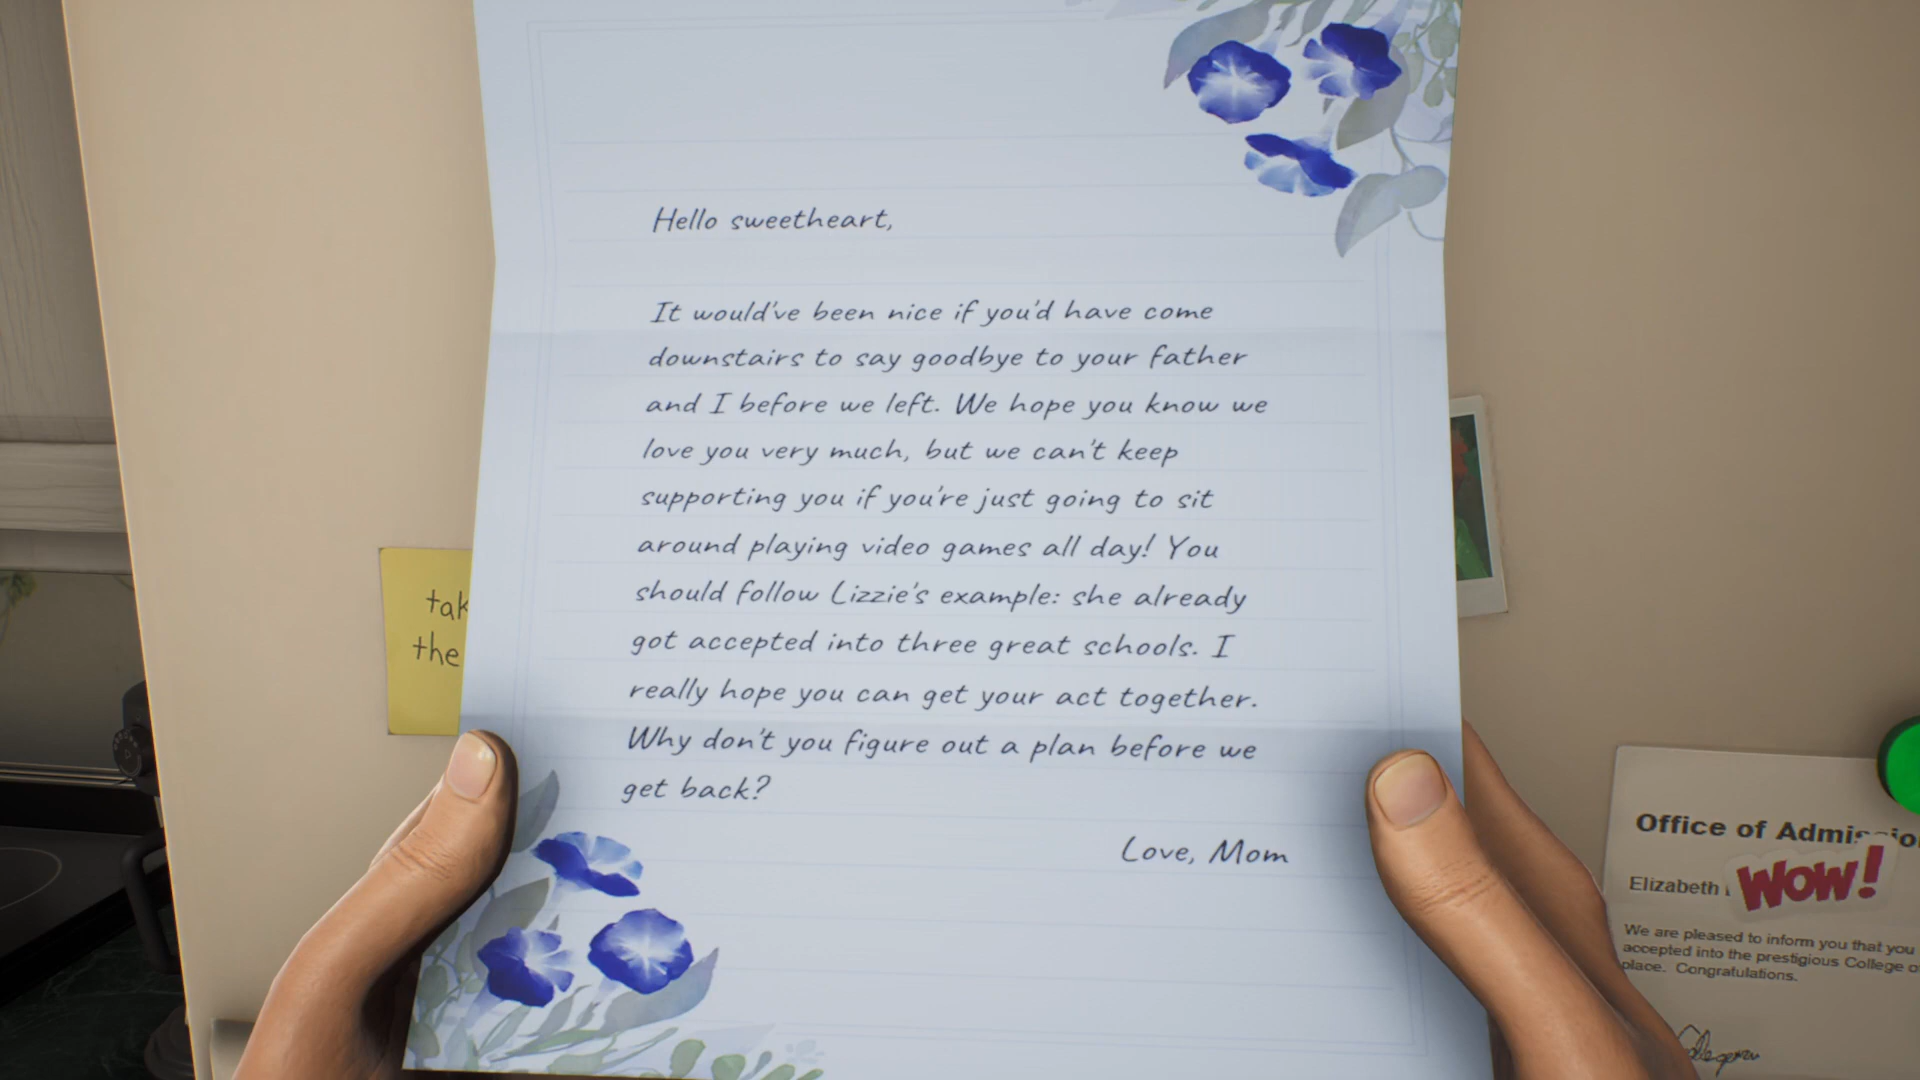 Hello sweetheart,
It would've been nice if you'd have come
downstairs to say goodbye to your father
and I before we left. We hope you know we
love you very much, but we can't keep
supporting you if you're just going to sit
around playing video games all day! You
should follow Lizzie's example: she already
got accepted into three great schools. I
really hope you can get your act together.
Why don't you figure out a plan before we
get back?
Love, Mom
the
Office of
Elizabeth
WOW!
We are pleased to inform you that you
accepted into the prestigious College
place. Congratulations.